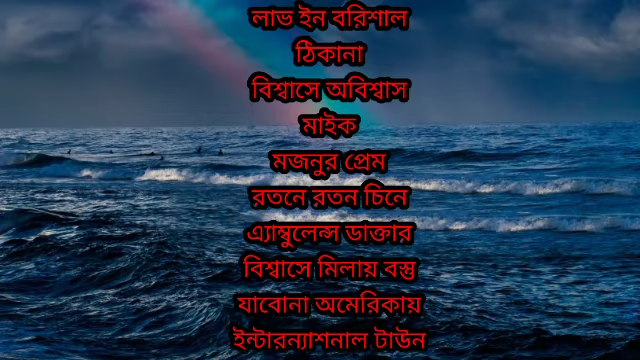 লাভ ইন বরিশাল
ঠিকানা
বিশ্বাসে অবিশ্বাস
মাইক
মজনুর প্রেম
রতনে রতন চিনে
এ্যাম্বুলেন্স ডাক্তার
বিশ্বাসে মিলায় বস্তু
যাবোনা অমেরিকায়
ইন্টারন্যাশনাল টাউন